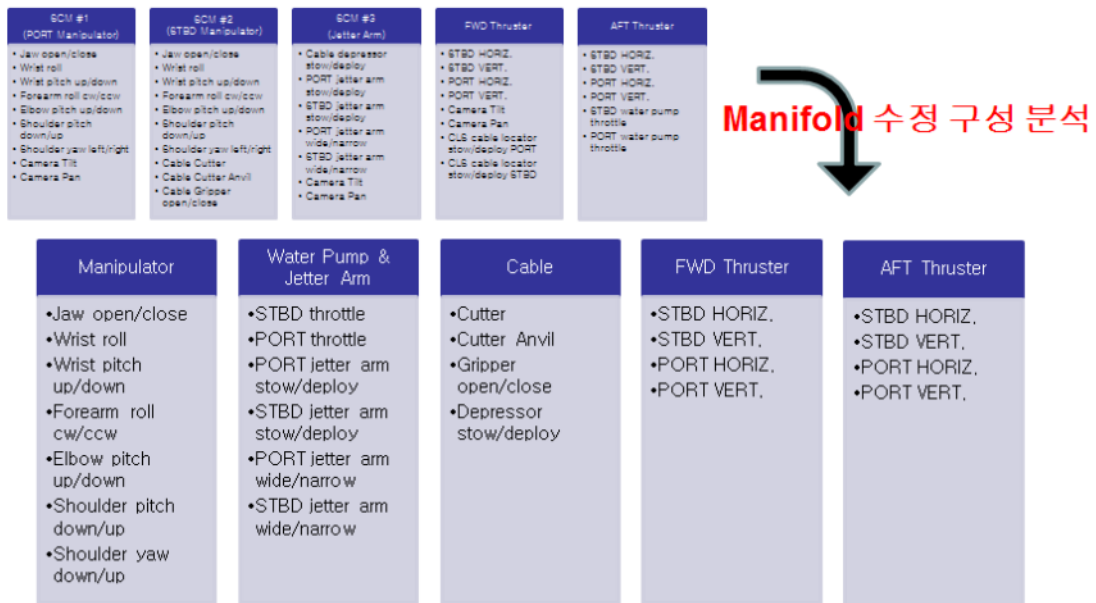 SCM #1
(PORT Manipulator)
• Jaw open/close
• Wrist roll
• Wrist pitch up/down
• Forearm roll cw/ccw
• Elbow pitch up/down
• Shoulder pitch
down/up
• Shoulder yaw left/right
• Camera Tilt
• Camera Pan
SCM #2
(STBD Manipulator)
• Jaw open/close
• Wrist roll
• Wrist pitch up/down
• Forearm roll cw/ccw
• Elbow pitch up/down
• Shoulder pitch
down/up
• Shoulder yaw left/right
• Cable Cutter
• Cable Cutter Anvil
• Cable Gripper
open/close
SCM #3
(Jetter Arm)
• Cable depressor
stow/deploy
• PORT jetter arm
stow/deploy
• STBD jetter arm
stow/deploy
• PORT jetter arm
wide/narrow
• STBD jetter arm
wide/narrow
• Camera Tilt
• Camera Pan
FWD Thruster
• STBD HORIZ.
• STBD VERT.
• PORT HORIZ.
• PORT VERT.
• Camera Tilt
• Camera Pan
• CLS cable locator
stow/deploy PORT
• CLS cable locator
stow/deploy STBD
AFT Thruster
• STBD HORIZ.
• STBD VERT.
• PORT HORIZ.
• PORT VERT.
• STBD water pump
throttle
• PORT water pump
throttle
Manifold 수정 구성 분석
Manipulator
•Jaw open/close
•Wrist roll
•Wrist pitch
up/down
•Forearm roll
cw/ccw
•Elbow pitch
up/down
•Shoulder pitch
down/up
•Shoulder yaw
down/up
Water Pump &
Jetter Arm
•STBD throttle
•PORT throttle
•PORT jetter arm
stow/deploy
•STBD jetter arm
stow/deploy
•PORT jetter arm
wide/narrow
•STBD jetter arm
wide/narrow
Cable
•Cutter
•Cutter Anvil
•Gripper
open/close
•Depressor
stow/deploy
FWD Thruster
•STBD HORIZ.
•STBD VERT.
•PORT HORIZ.
•PORT VERT.
AFT Thruster
•STBD HORIZ.
•STBD VERT.
•PORT HORIZ.
•PORT VERT.